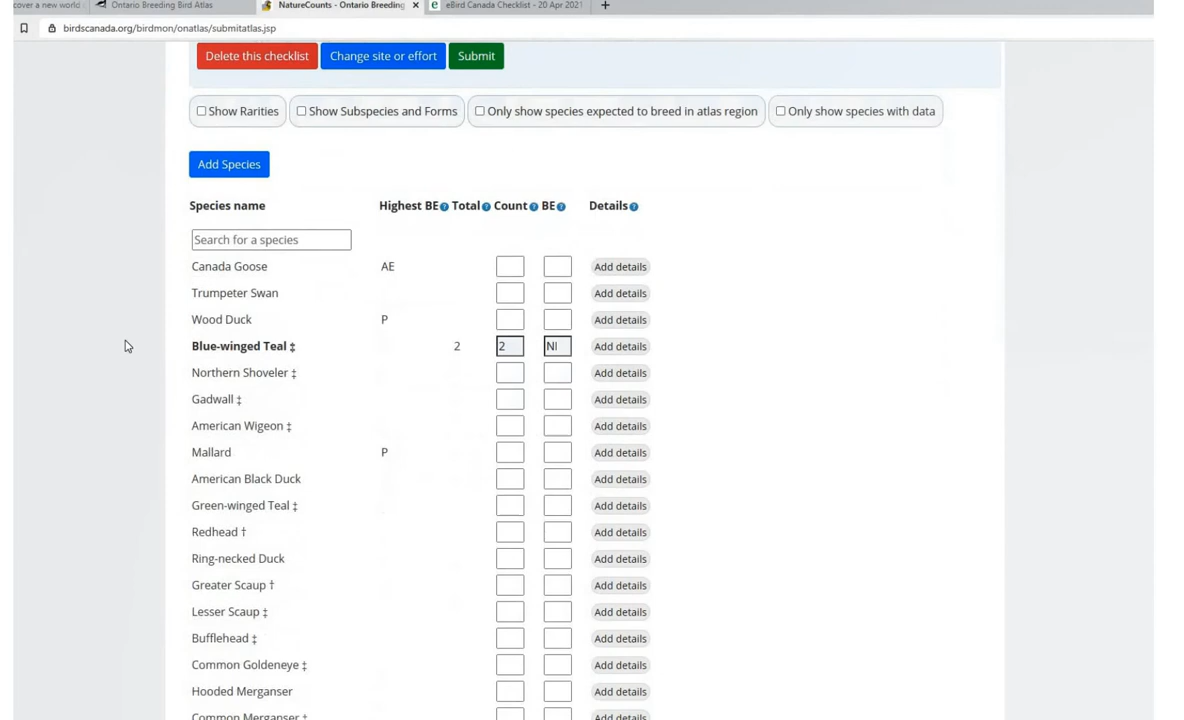 cover a new world
Ontario Breeding Bird Atlas
NatureCounts - Ontario Breeding
eBird Canada Checklist - 20 Apr 2021
birdscanada.org/birdmon/onatlas/submitatlas.jsp
Delete this checklist Change site or effort Submit
Show Rarities Show Subspecies and Forms Only show species expected to breed in atlas region Only show species with data
Add Species
Species name Highest BE Total Count BE Details
Search for a species
Canada Goose AE Add details
Trumpeter Swan Add details
Wood Duck P Add details
Blue-winged Teal ‡ 2 2 NI Add details
Northern Shoveler ‡ Add details
Gadwall ‡ Add details
American Wigeon ‡ Add details
Mallard P Add details
American Black Duck Add details
Green-winged Teal ‡ Add details
Redhead † Add details
Ring-necked Duck Add details
Greater Scaup † Add details
Lesser Scaup ‡ Add details
Bufflehead ‡ Add details
Common Goldeneye ‡ Add details
Hooded Merganser Add details
Common Merganser ‡ Add details